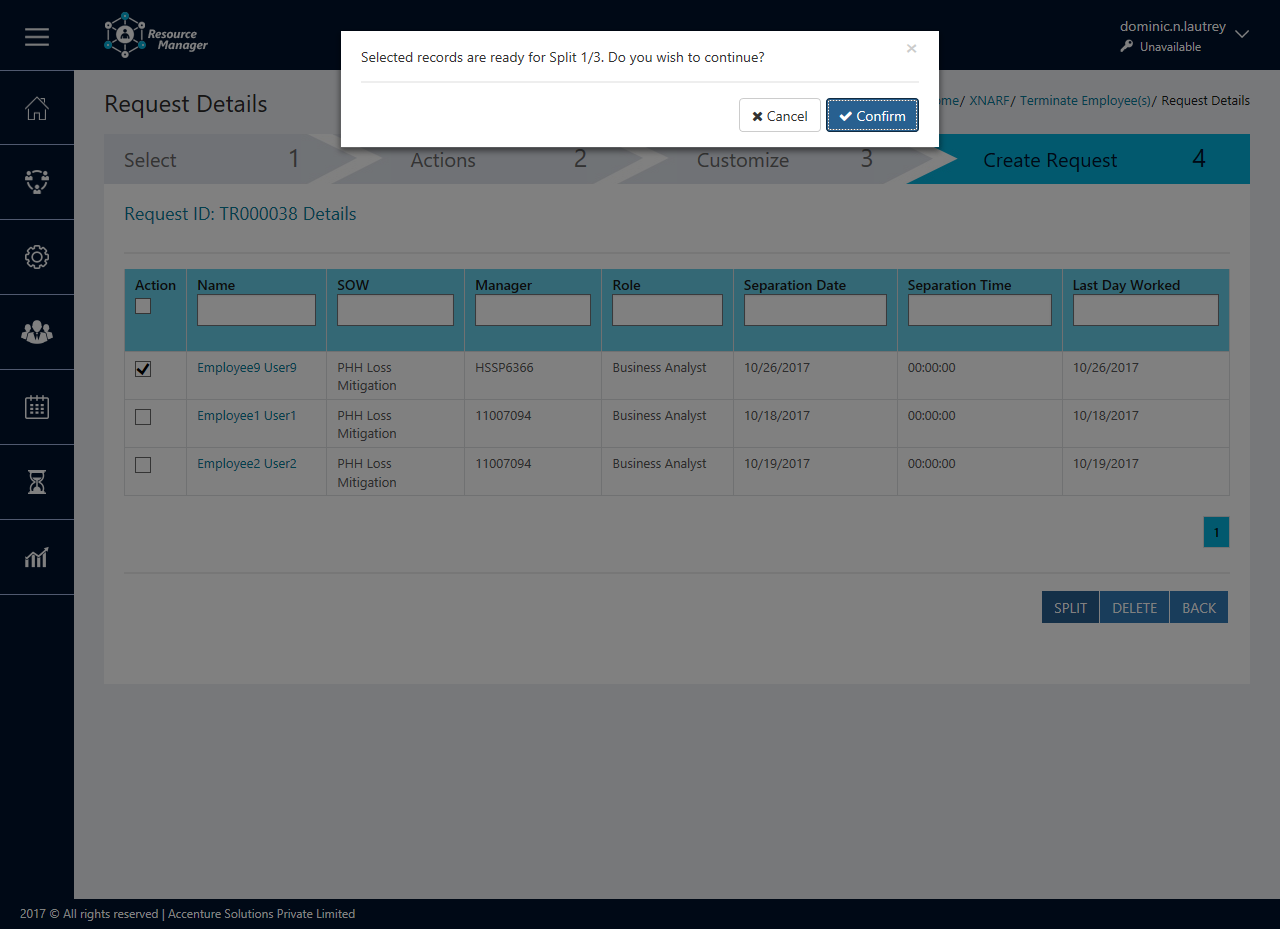 Resource
Manager
dominic.n.lautrey
Unavailable
Selected records are ready for Split 1/3. Do you wish to continue?
×
Cancel
Confirm
Request Details
/ XNARF/ Terminate Employee(s)/ Request Details
Select 1 Actions 2 Customize 3 Create Request 4
Request ID: TR000038 Details
Action Name SOW Manager Role Separation Date Separation Time Last Day Worked
Employee9 User9 PHH Loss Mitigation HSSP6366 Business Analyst 10/26/2017 00:00:00 10/26/2017
Employee1 User1 PHH Loss Mitigation 11007094 Business Analyst 10/18/2017 00:00:00 10/18/2017
Employee2 User2 PHH Loss Mitigation 11007094 Business Analyst 10/19/2017 00:00:00 10/19/2017
1
SPLIT DELETE BACK
2017 © All rights reserved | Accenture Solutions Private Limited